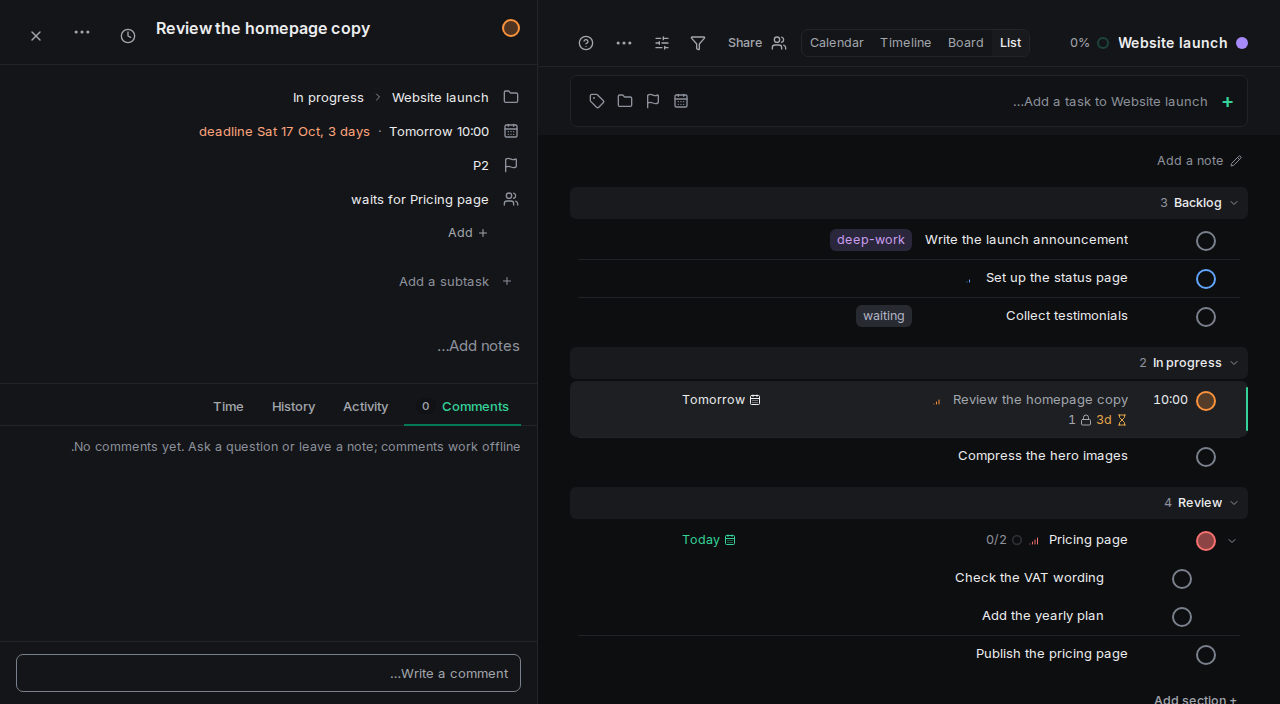 Review the homepage copy
Website launch > In progress
Tomorrow 10:00 · deadline Sat 17 Oct, 3 days
P2
waits for Pricing page
Add +
+ Add a subtask
...Add notes
Comments 0 Activity History Time
.No comments yet. Ask a question or leave a note; comments work offline
...Write a comment
Website launch 0% List Board Timeline Calendar Share
+ ...Add a task to Website launch
Add a note
Backlog 3
Write the launch announcement deep-work
Set up the status page
Collect testimonials waiting
In progress 2
10:00 Review the homepage copy Tomorrow
3d 1
Compress the hero images
Review 4
Pricing page 0/2 Today
Check the VAT wording
Add the yearly plan
Publish the pricing page
Add section +